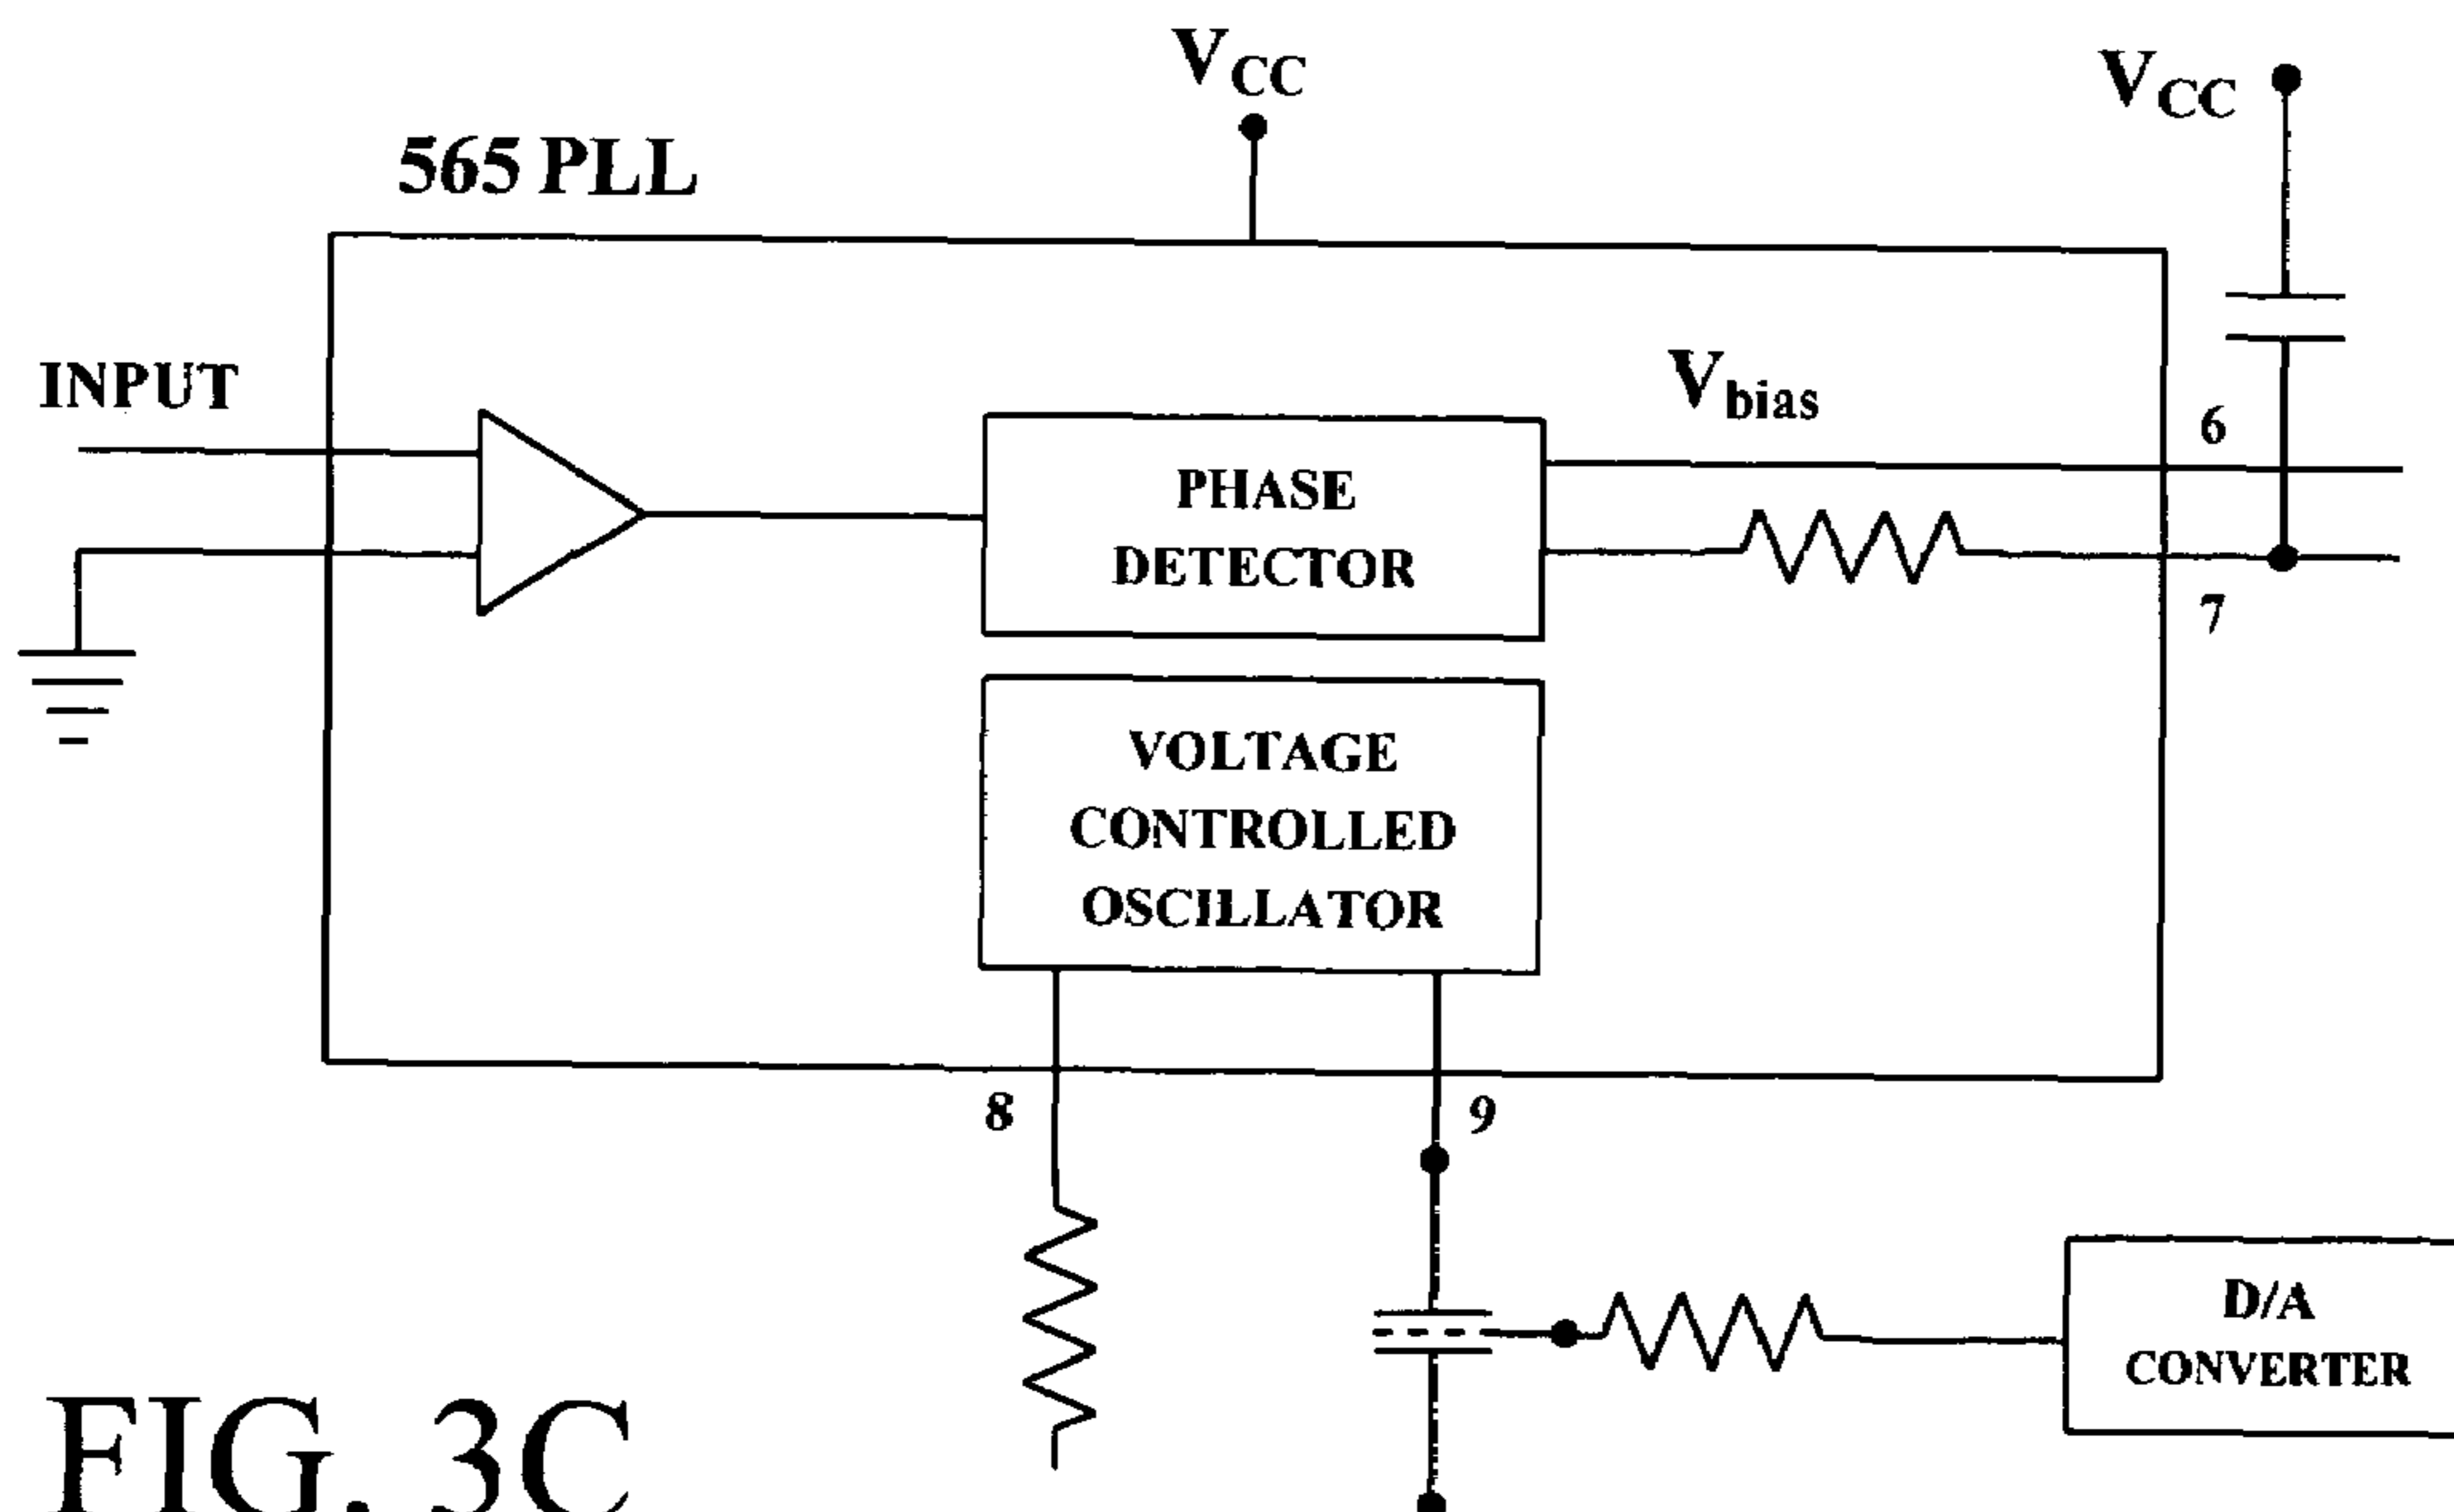 V_CC
V_CC
565 PLL
INPUT
V_bias
6
PHASE
DETECTOR
7
VOLTAGE
CONTROLLED
OSCILLATOR
8
9
D/A
CONVERTER
FIG. 3C